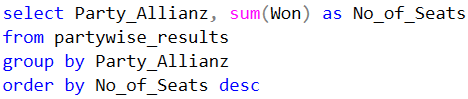 select Party_Allianz, sum(Won) as No_of_Seats
from partywise_results
group by Party_Allianz
order by No_of_Seats desc